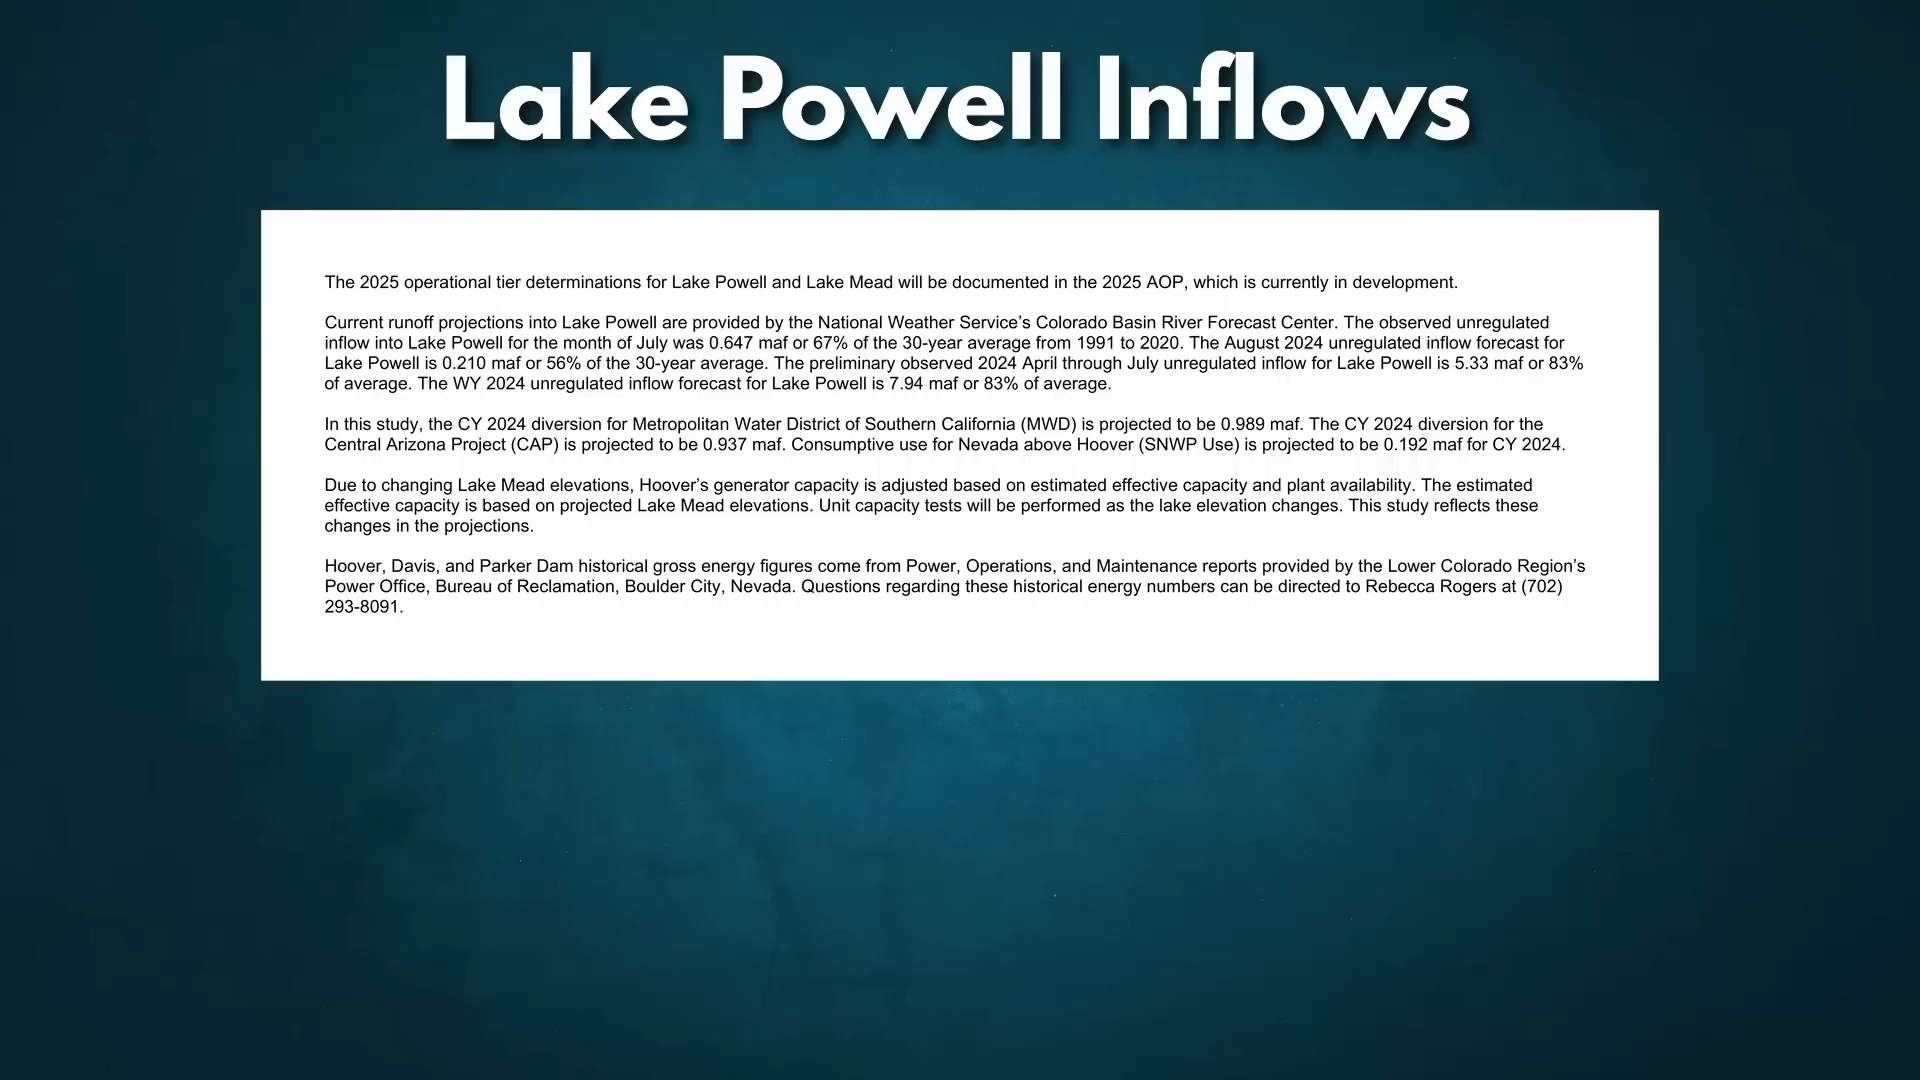 Lake Powell Inflows
The 2025 operational tier determinations for Lake Powell and Lake Mead will be documented in the 2025 AOP, which is currently in development.
Current runoff projections into Lake Powell are provided by the National Weather Service’s Colorado Basin River Forecast Center. The observed unregulated
inflow into Lake Powell for the month of July was 0.647 maf or 67% of the 30-year average from 1991 to 2020. The August 2024 unregulated inflow forecast for
Lake Powell is 0.210 maf or 56% of the 30-year average. The preliminary observed 2024 April through July unregulated inflow for Lake Powell is 5.33 maf or 83%
of average. The WY 2024 unregulated inflow forecast for Lake Powell is 7.94 maf or 83% of average.
In this study, the CY 2024 diversion for Metropolitan Water District of Southern California (MWD) is projected to be 0.989 maf. The CY 2024 diversion for the
Central Arizona Project (CAP) is projected to be 0.937 maf. Consumptive use for Nevada above Hoover (SNWP Use) is projected to be 0.192 maf for CY 2024.
Due to changing Lake Mead elevations, Hoover’s generator capacity is adjusted based on estimated effective capacity and plant availability. The estimated
effective capacity is based on projected Lake Mead elevations. Unit capacity tests will be performed as the lake elevation changes. This study reflects these
changes in the projections.
Hoover, Davis, and Parker Dam historical gross energy figures come from Power, Operations, and Maintenance reports provided by the Lower Colorado Region’s
Power Office, Bureau of Reclamation, Boulder City, Nevada. Questions regarding these historical energy numbers can be directed to Rebecca Rogers at (702)
293-8091.